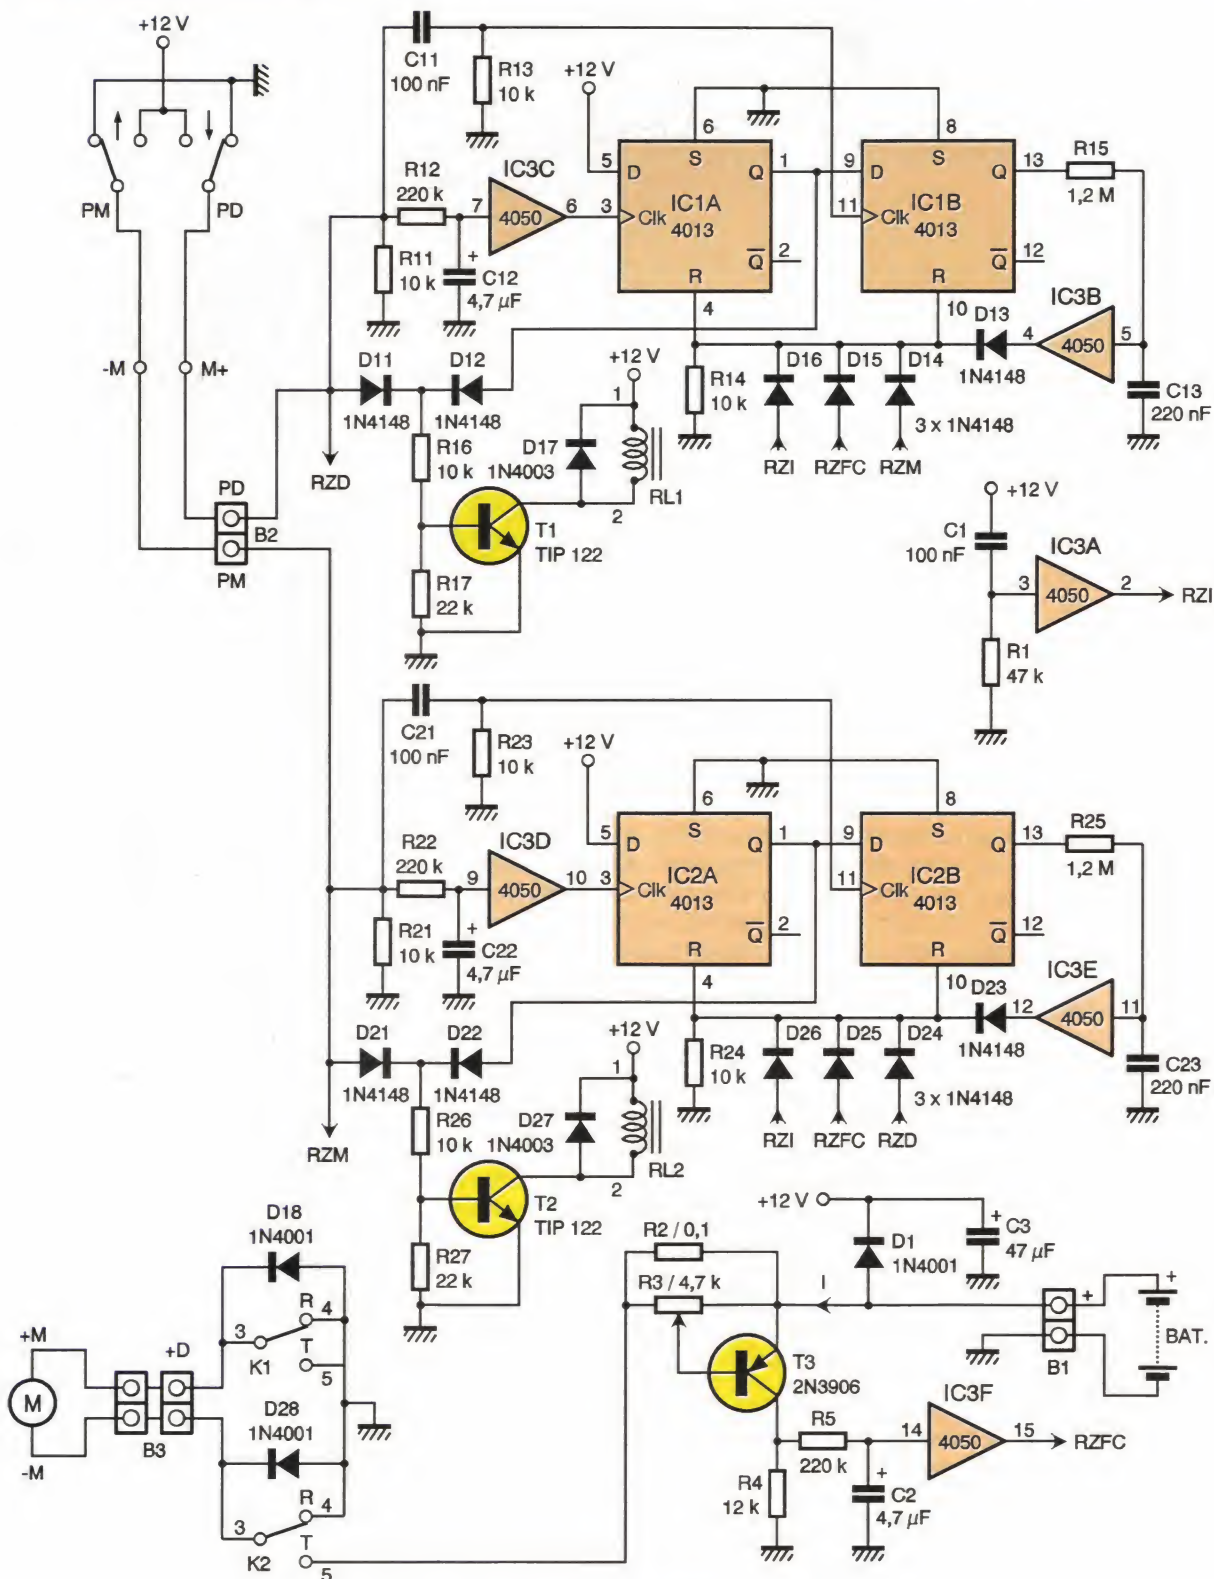 +12 V
PM
PD
-M
M+
PD
B2
PM
RZD
RZM
C11
100 nF
R13
10 k
+12 V
R12
220 k
IC3C
7
4050
6
R11
10 k
+
C12
4,7 µF
6
S
5
D
Q
1
IC1A
3
Clk
4013
Q
2
R
4
8
S
9
D
Q
13
IC1B
11
Clk
4013
Q
12
R
10
R15
1,2 M
IC3B
D13
4
4050
5
1N4148
C13
220 nF
D11
1N4148
D12
1N4148
+12 V
1
R14
10 k
D16
D15
D14
3 x 1N4148
RZI
RZFC
RZM
R16
10 k
D17
1N4003
RL1
2
T1
TIP 122
R17
22 k
+12 V
C1
100 nF
IC3A
3
4050
2
RZI
R1
47 k
C21
100 nF
R23
10 k
+12 V
R22
220 k
IC3D
9
4050
10
R21
10 k
+
C22
4,7 µF
6
S
5
D
Q
1
IC2A
3
Clk
4013
Q
2
R
4
8
S
9
D
Q
13
IC2B
11
Clk
4013
Q
12
R
10
R25
1,2 M
IC3E
D23
12
4050
11
1N4148
C23
220 nF
D21
1N4148
D22
1N4148
+12 V
1
R24
10 k
D26
D25
D24
3 x 1N4148
RZI
RZFC
RZD
R26
10 k
D27
1N4003
RL2
2
T2
TIP 122
R27
22 k
D18
1N4001
R
4
3
T
K1
5
+M
+D
M
B3
-M
D28
1N4001
R
4
3
T
K2
5
+12 V
R2 / 0,1
R3 / 4,7 k
D1
1N4001
+
C3
47 µF
I
+
B1
+
BAT.
T3
2N3906
R5
220 k
R4
12 k
+
C2
4,7 µF
IC3F
14
4050
15
RZFC